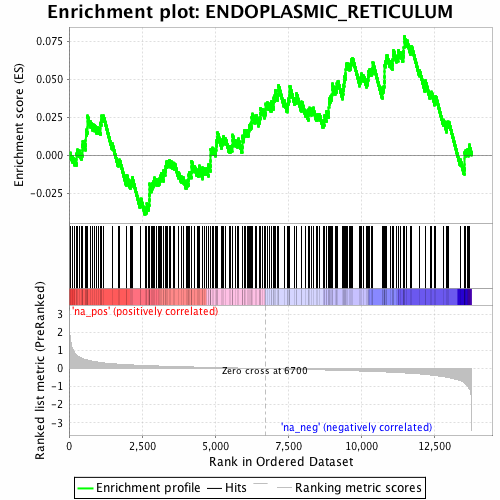 Enrichment plot: ENDOPLASMIC_RETICULUM
Enrichment score (ES)
0.075
0.050
0.025
0.000
-0.025
'na_pos' (positively correlated)
Ranked list metric (PreRanked)
3
2
1
0
-1
-2
-3
Zero cross at 6700
'na_neg' (negatively correlated)
0 2,500 5,000 7,500 10,000 12,500
Rank in Ordered Dataset
Enrichment profile Hits Ranking metric scores